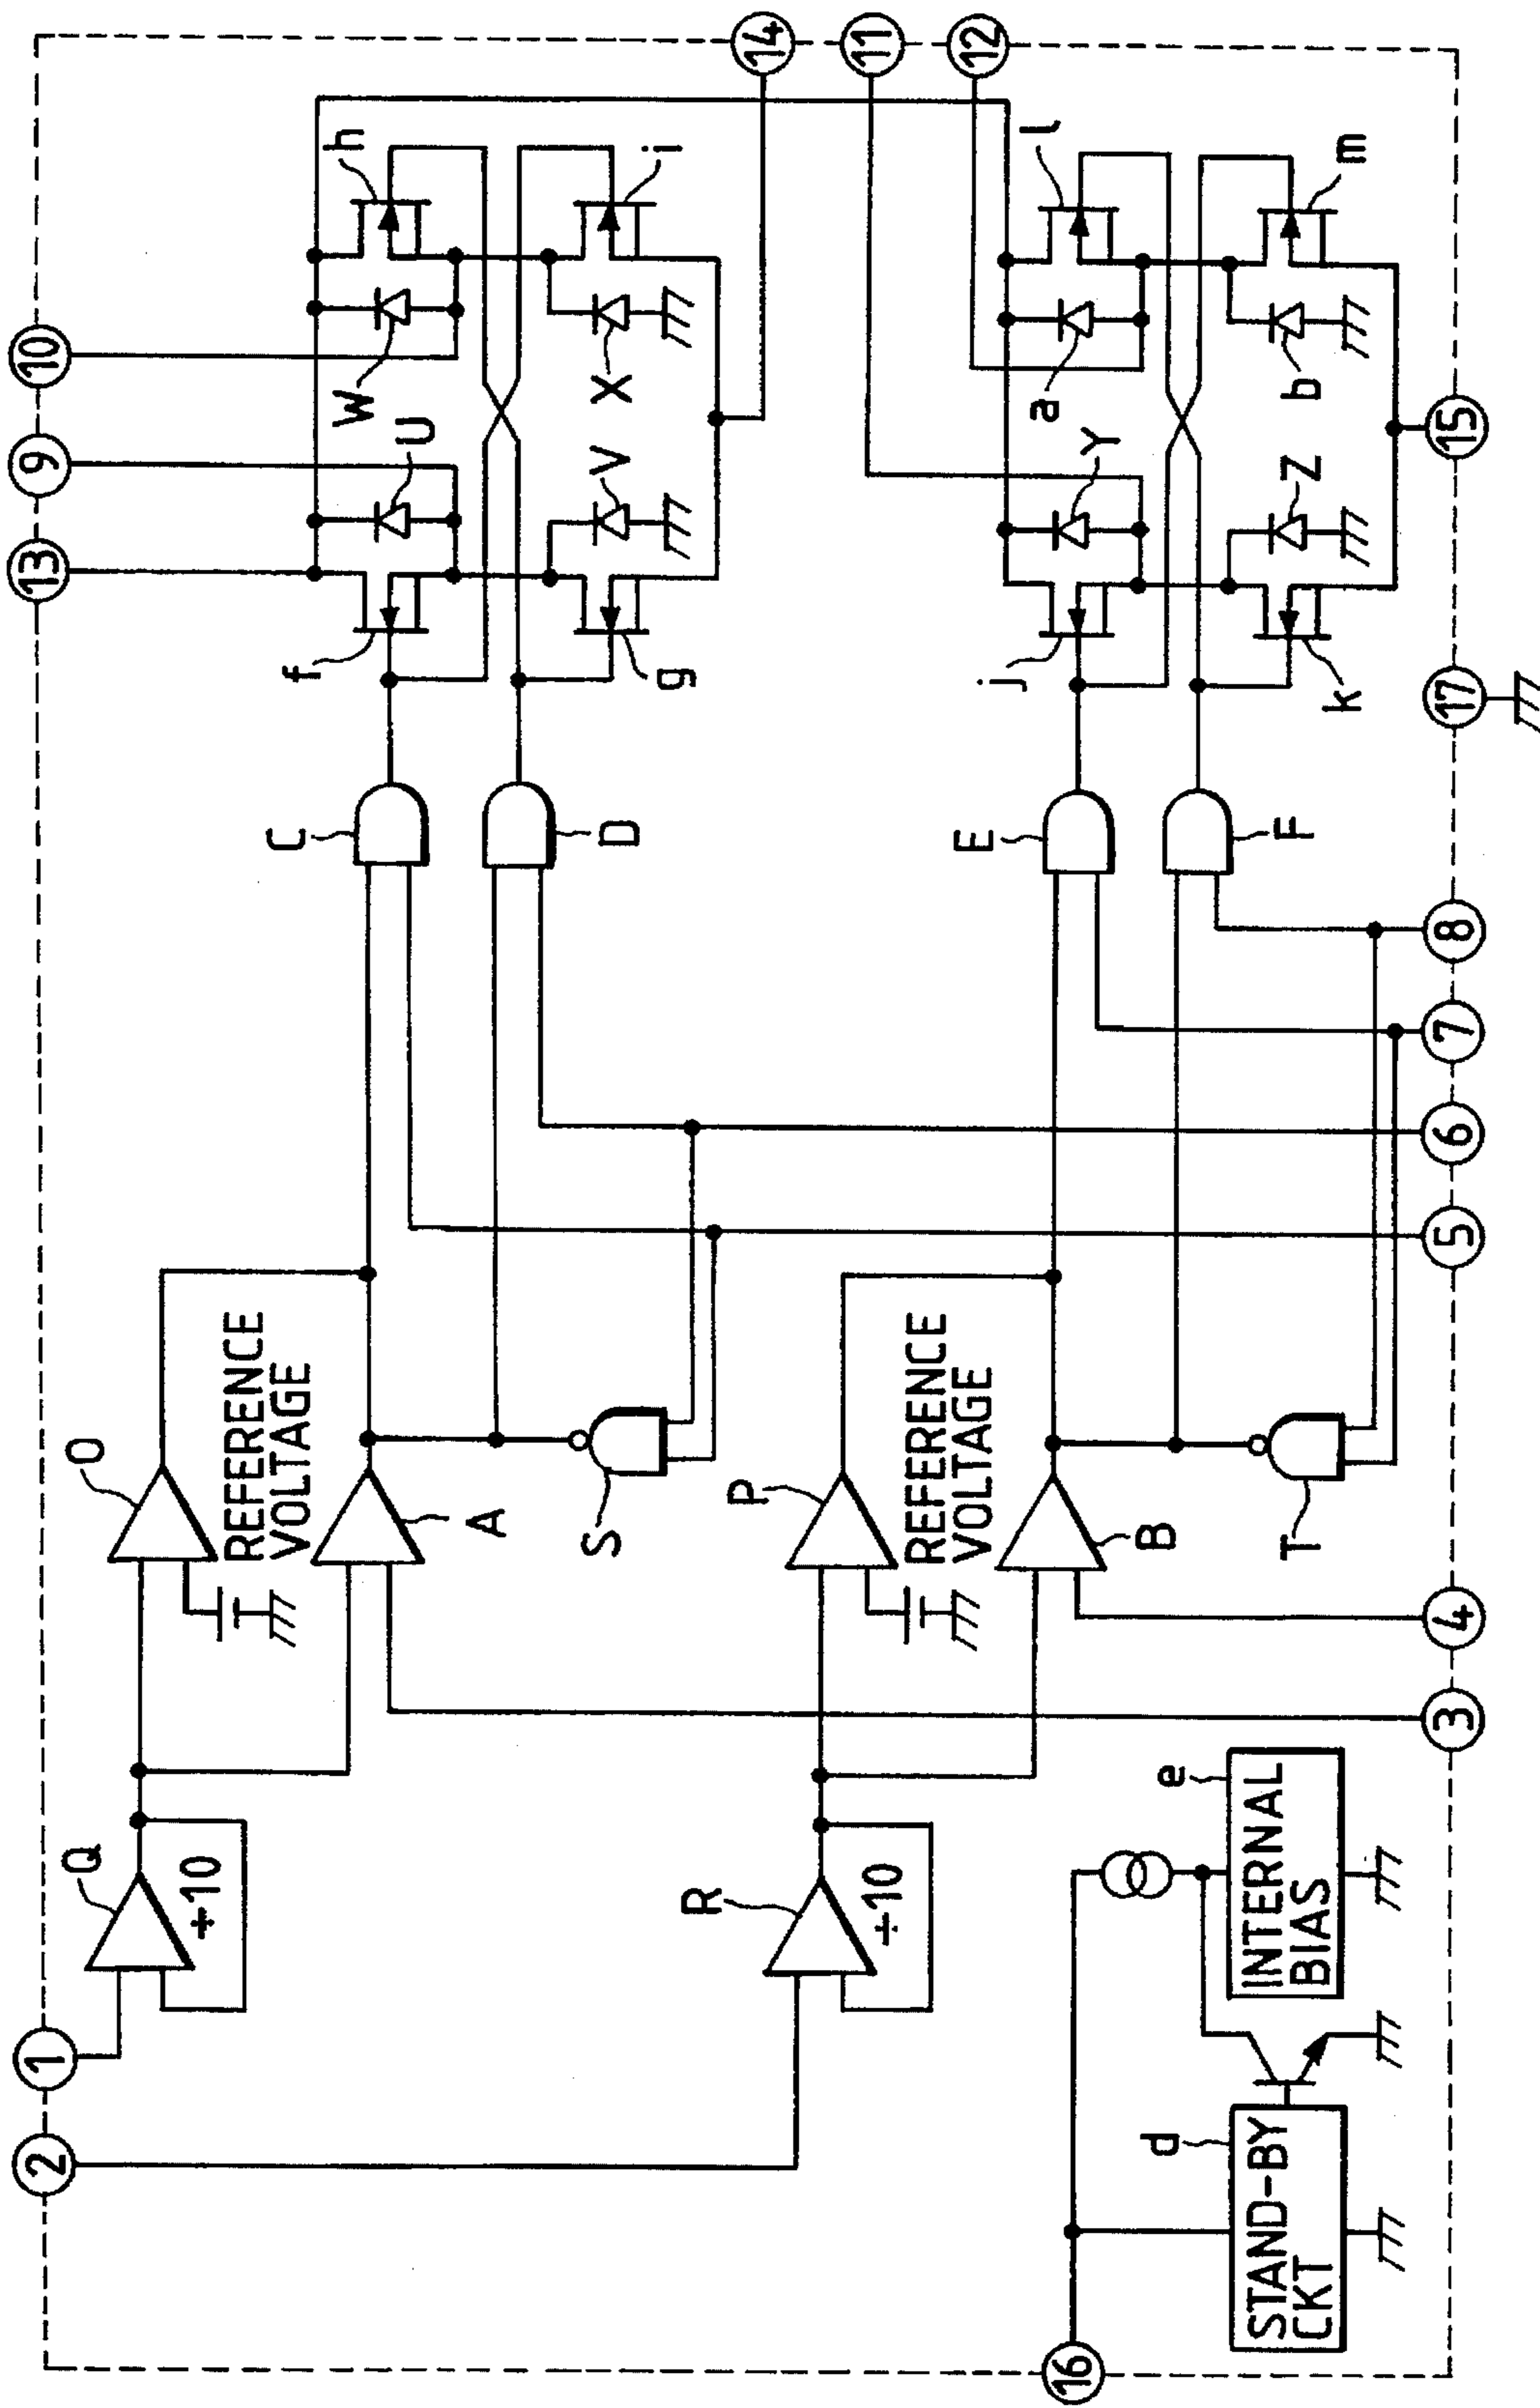 2
1
13
9
10
Q
O
÷10
REFERENCE
VOLTAGE
C
f
W
h
U
A
S
D
V
X
g
i
R
P
14
÷10
11
REFERENCE
VOLTAGE
E
12
j
Y
a
l
16
B
d
e
STAND-BY
CKT
INTERNAL
BIAS
T
F
k
Z
b
m
3
4
5
6
7
8
17
15